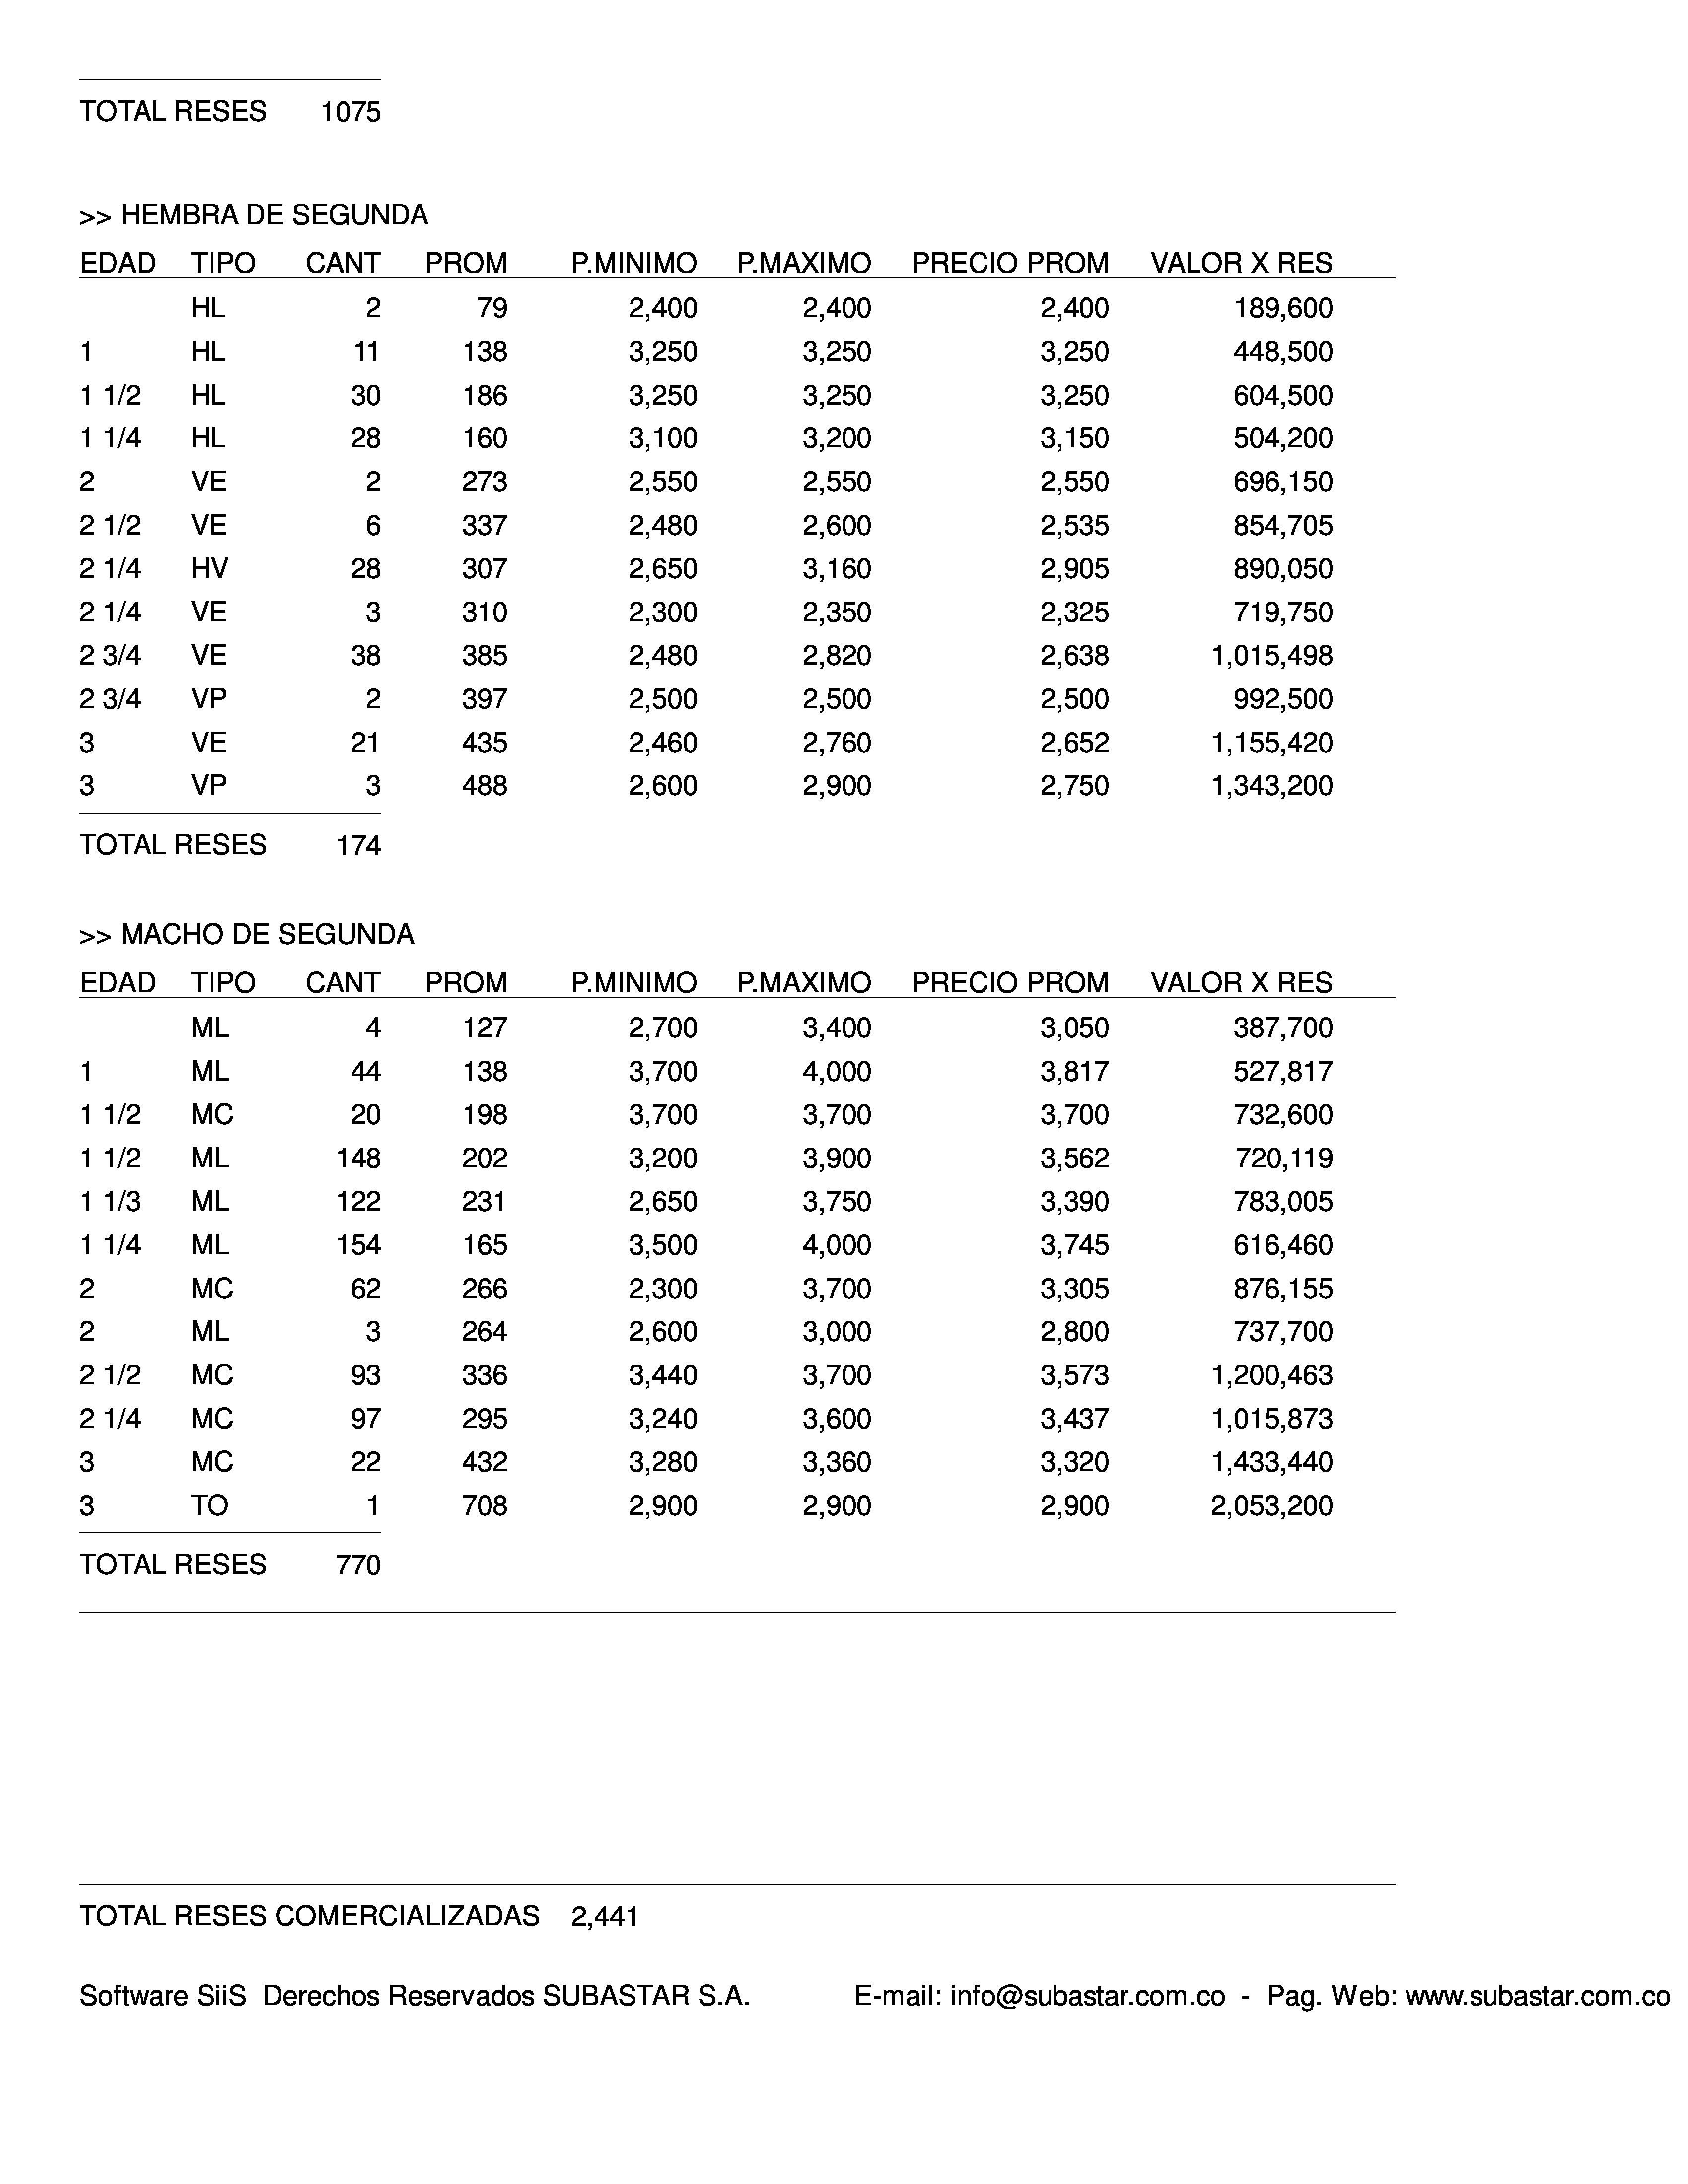 TOTAL RESES 1075
>> HEMBRA DE SEGUNDA
EDAD TIPO CANT PROM P.MINIMO P.MAXIMO PRECIO PROM VALOR X RES
HL 2 79 2,400 2,400 2,400 189,600
1 HL 11 138 3,250 3,250 3,250 448,500
1 1/2 HL 30 186 3,250 3,250 3,250 604,500
1 1/4 HL 28 160 3,100 3,200 3,150 504,200
2 VE 2 273 2,550 2,550 2,550 696,150
2 1/2 VE 6 337 2,480 2,600 2,535 854,705
2 1/4 HV 28 307 2,650 3,160 2,905 890,050
2 1/4 VE 3 310 2,300 2,350 2,325 719,750
2 3/4 VE 38 385 2,480 2,820 2,638 1,015,498
2 3/4 VP 2 397 2,500 2,500 2,500 992,500
3 VE 21 435 2,460 2,760 2,652 1,155,420
3 VP 3 488 2,600 2,900 2,750 1,343,200
TOTAL RESES 174
>> MACHO DE SEGUNDA
EDAD TIPO CANT PROM P.MINIMO P.MAXIMO PRECIO PROM VALOR X RES
ML 4 127 2,700 3,400 3,050 387,700
1 ML 44 138 3,700 4,000 3,817 527,817
1 1/2 MC 20 198 3,700 3,700 3,700 732,600
1 1/2 ML 148 202 3,200 3,900 3,562 720,119
1 1/3 ML 122 231 2,650 3,750 3,390 783,005
1 1/4 ML 154 165 3,500 4,000 3,745 616,460
2 MC 62 266 2,300 3,700 3,305 876,155
2 ML 3 264 2,600 3,000 2,800 737,700
2 1/2 MC 93 336 3,440 3,700 3,573 1,200,463
2 1/4 MC 97 295 3,240 3,600 3,437 1,015,873
3 MC 22 432 3,280 3,360 3,320 1,433,440
3 TO 1 708 2,900 2,900 2,900 2,053,200
TOTAL RESES 770
TOTAL RESES COMERCIALIZADAS 2,441
Software SiiS Derechos Reservados SUBASTAR S.A. E-mail: info@subastar.com.co - Pag. Web: www.subastar.com.co